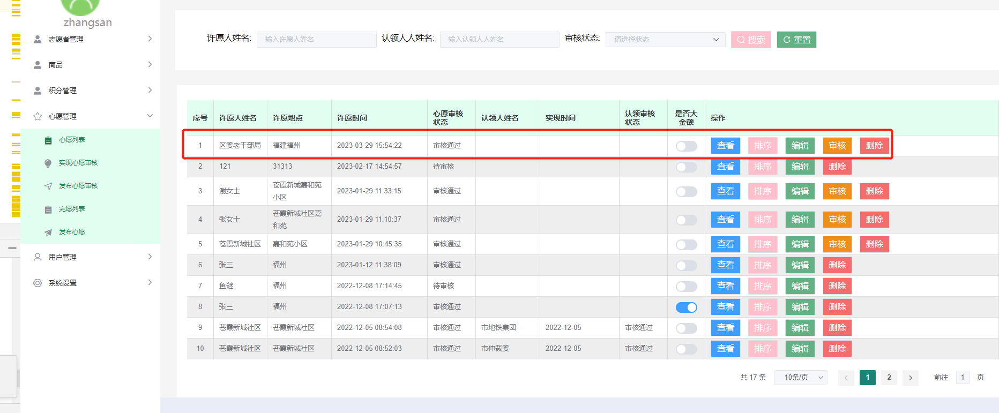 zhangsan
志愿者管理
商品
积分管理
心愿管理
心愿列表
实现心愿审核
发布心愿审核
完愿列表
发布心愿
用户管理
系统设置
许愿人姓名: 输入许愿人姓名 认领人人姓名: 输入认领人人姓名 审核状态: 请选择状态 搜索 重置
序号 许愿人姓名 许愿地点 许愿时间 心愿审核状态 认领人姓名 实现时间 认领审核状态 是否大金额 操作
1 区委老干部局 福建福州 2023-03-29 15:54:22 审核通过 查看 排序 编辑 审核 删除
2 121 31313 2023-02-17 14:54:57 待审核 查看 排序 编辑 删除
3 谢女士 苍霞新城嘉和苑小区 2023-01-29 11:33:15 审核通过 查看 排序 编辑 审核 删除
4 张女士 苍霞新城社区嘉和苑 2023-01-29 11:10:37 审核通过 查看 排序 编辑 审核 删除
5 苍霞新城社区 嘉和苑小区 2023-01-29 10:45:35 审核通过 查看 排序 编辑 审核 删除
6 张三 福州 2023-01-12 11:38:09 审核通过 查看 排序 编辑 删除
7 鱼谜 福州 2022-12-08 17:14:45 待审核 查看 排序 编辑 删除
8 张三 福州 2022-12-08 17:07:13 审核通过 查看 排序 编辑 删除
9 苍霞新城社区 苍霞新城社区 2022-12-05 08:54:08 审核通过 市地铁集团 2022-12-05 审核通过 查看 排序 编辑 删除
10 苍霞新城社区 苍霞新城社区 2022-12-05 08:52:03 审核通过 市仲裁委 2022-12-05 审核通过 查看 排序 编辑 删除
共 17 条 10条/页 1 2 前往 1 页